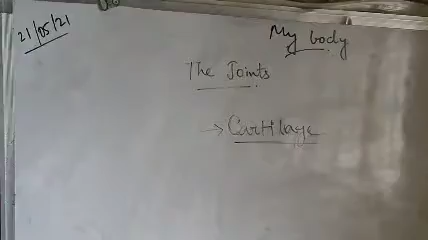 21/05/21
My body
The Joints
→ Cartilage